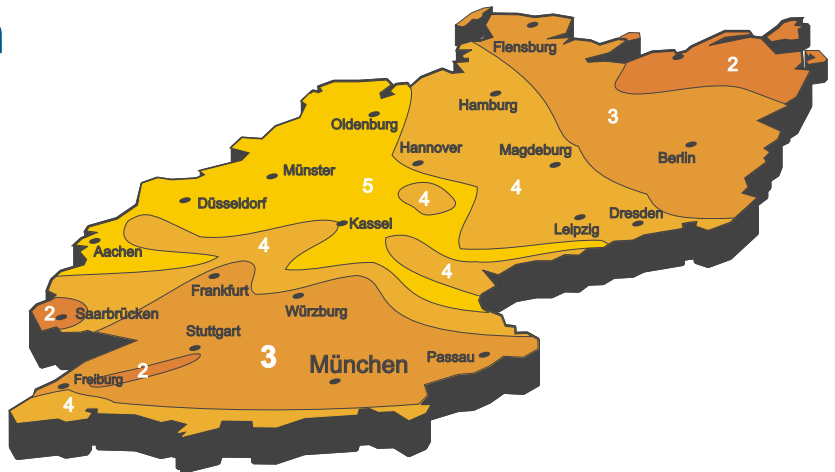 n
Flensburg
2
Hamburg
3
Oldenburg
Hannover
Magdeburg
Berlin
Münster
5
4
4
Düsseldorf
Kassel
Leipzig
Dresden
Aachen
4
4
Frankfurt
2
Saarbrücken
Würzburg
Stuttgart
3
München
Passau
2
Freiburg
4